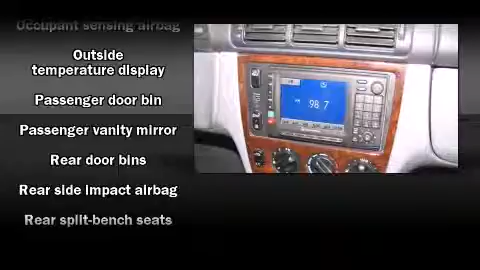 Occupant sensing airbag
Outside
temperature display
Passenger door bin
Passenger vanity mirror
Rear door bins
Rear side impact airbag
Rear split-bench seats
98 7